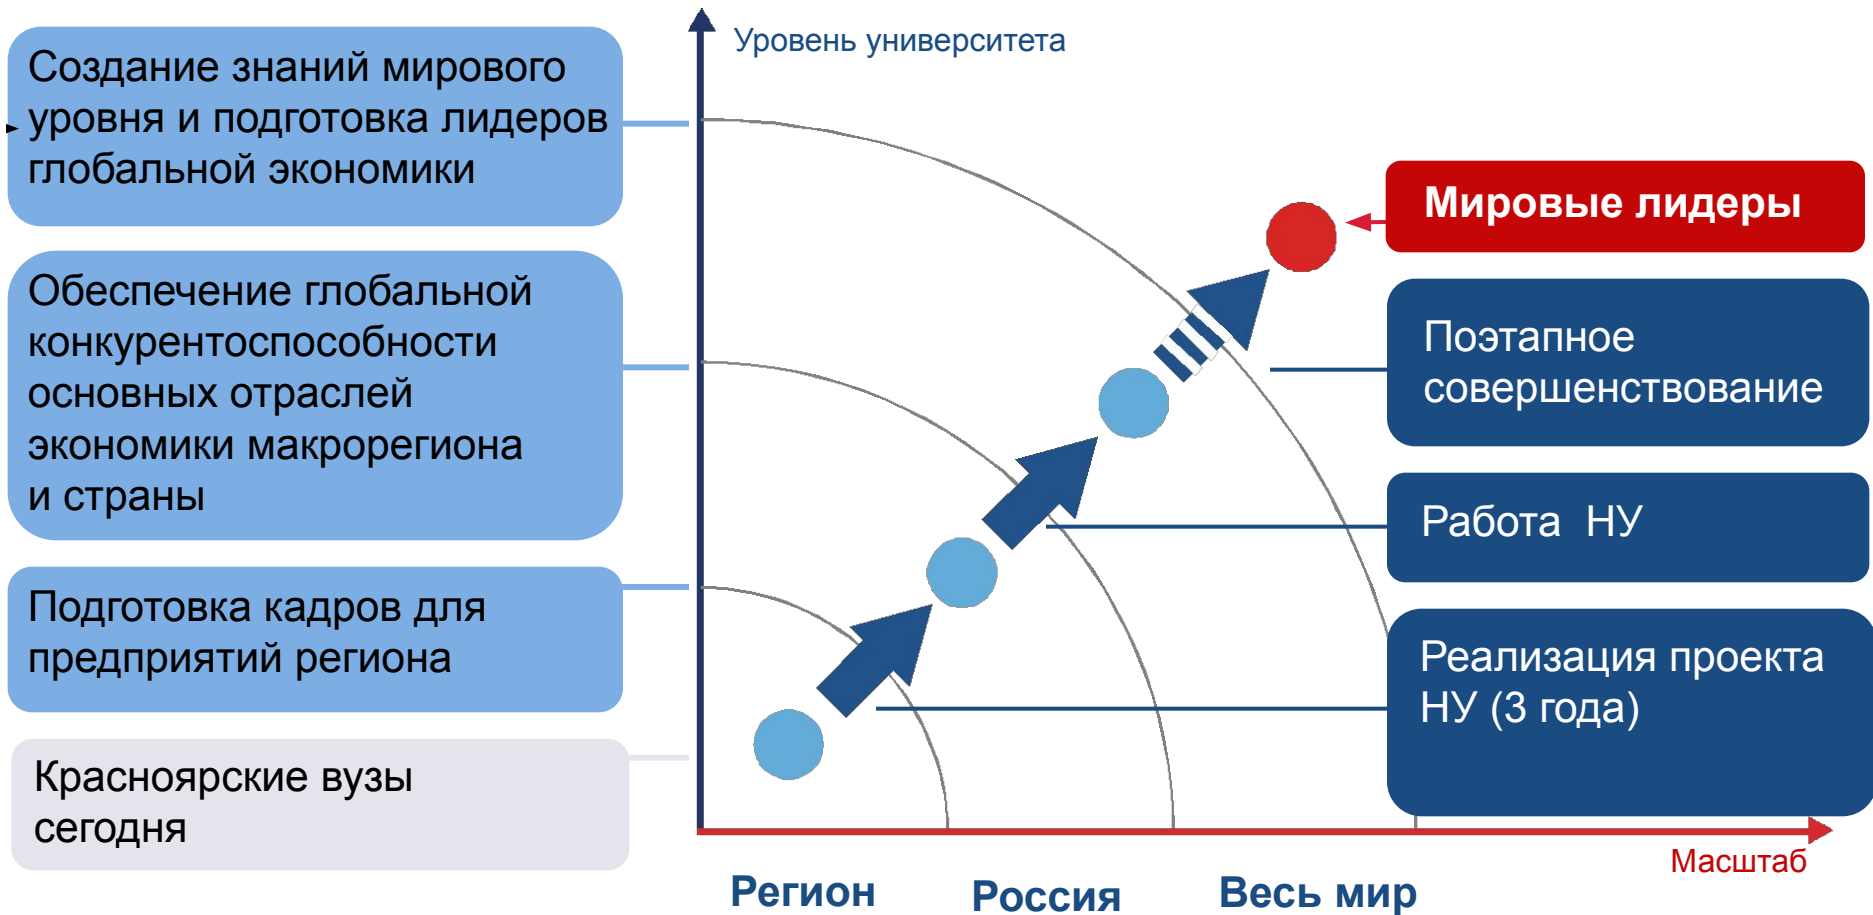 Уровень университета
Создание знаний мирового
уровня и подготовка лидеров
глобальной экономики
Обеспечение глобальной
конкурентоспособности
основных отраслей
экономики макрорегиона
и страны
Подготовка кадров для
предприятий региона
Красноярские вузы
сегодня
Мировые лидеры
Поэтапное
совершенствование
Работа НУ
Реализация проекта
НУ (3 года)
Масштаб
Регион
Россия
Весь мир